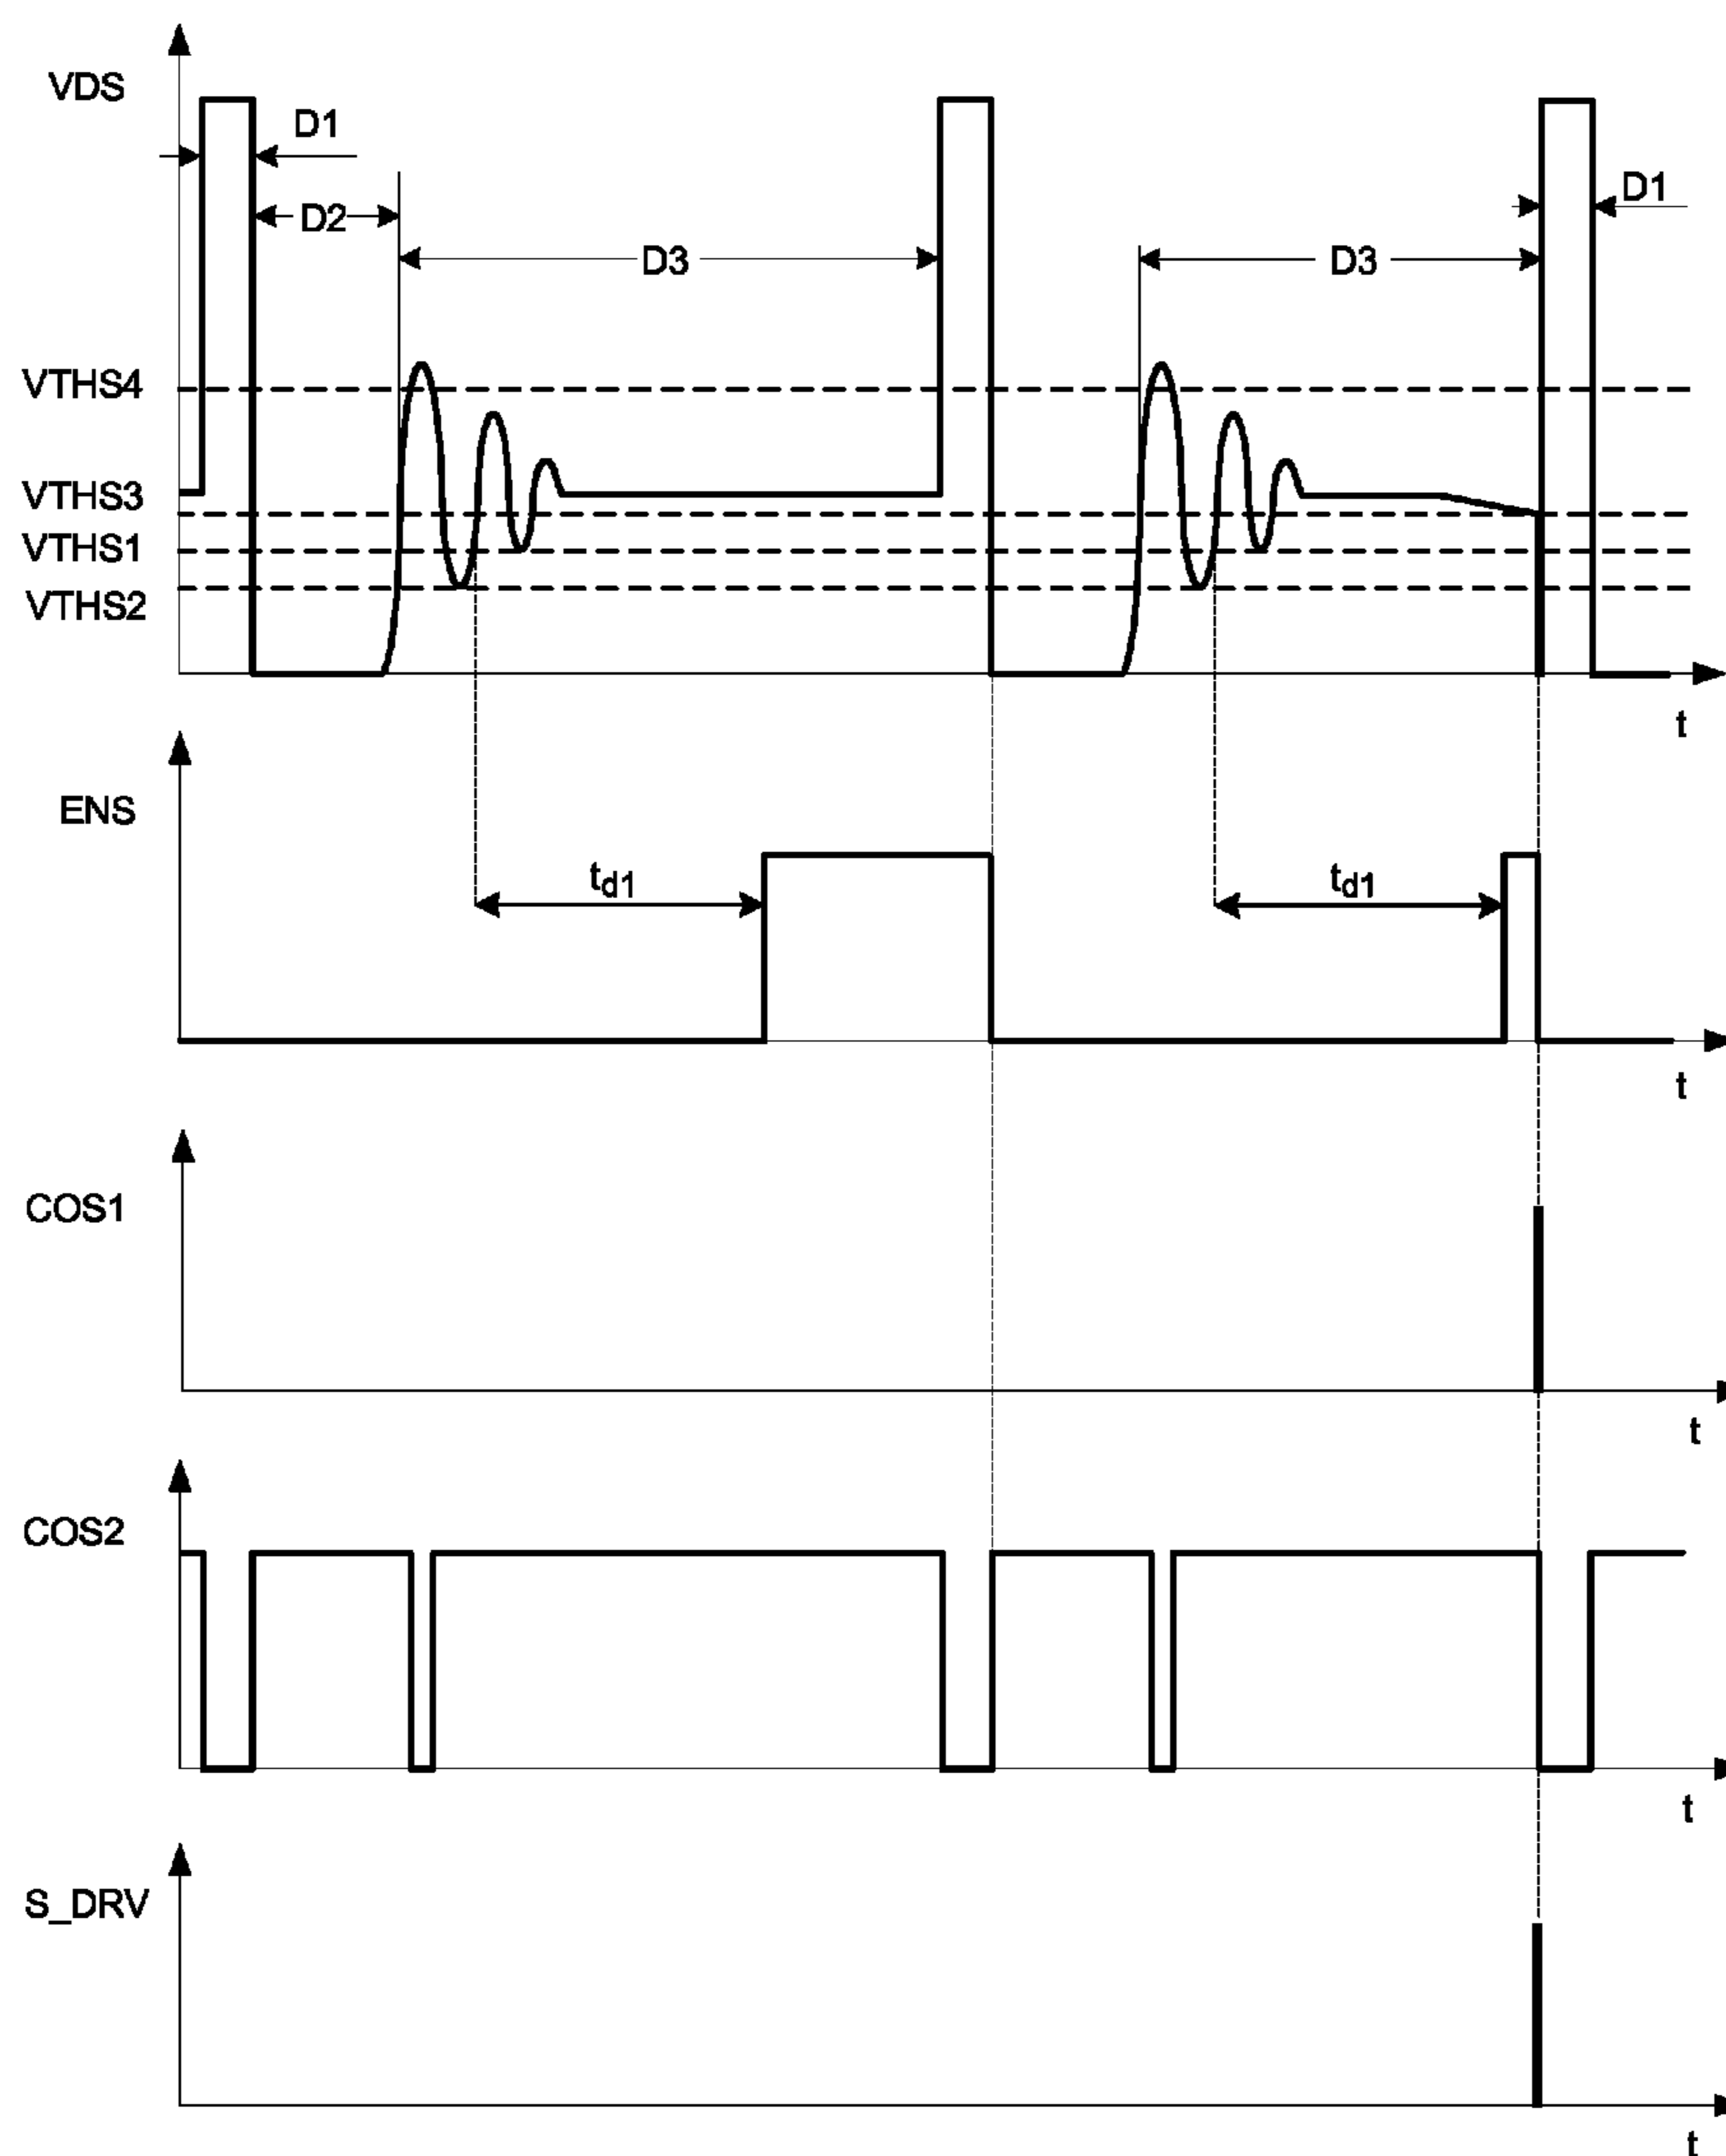 VDS
D1
D2
D3
D3
D1
VTHS4
VTHS3
VTHS1
VTHS2
t
ENS
td1
td1
t
COS1
t
COS2
t
S_DRV
t